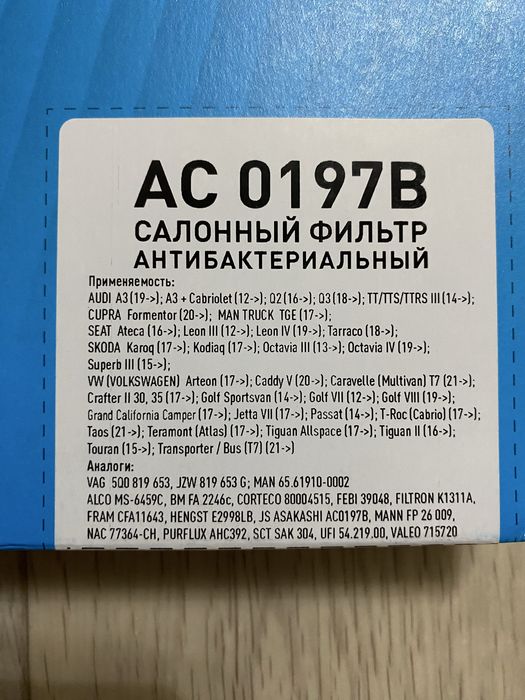 AC 0197B
САЛОННЫЙ ФИЛЬТР
АНТИБАКТЕРИАЛЬНЫЙ
Применяемость:
AUDI A3 (19->); A3 + Cabriolet (12->); Q2 (16->); Q3 (18->); TT/TTS/TTRS III (14->);
CUPRA Formentor (20->); MAN TRUCK TGE (17->);
SEAT Ateca (16->); Leon III (12->); Leon IV (19->); Tarraco (18->);
SKODA Karoq (17->); Kodiaq (17->); Octavia III (13->); Octavia IV (19->);
Superb III (15->);
VW (VOLKSWAGEN) Arteon (17->); Caddy V (20->); Caravelle (Multivan) T7 (21->);
Crafter II 30, 35 (17->); Golf Sportsvan (14->); Golf VII (12->); Golf VIII (19->);
Grand California Camper (17->); Jetta VII (17->); Passat (14->); T-Roc (Cabrio) (17->);
Taos (21->); Teramont (Atlas) (17->); Tiguan Allspace (17->); Tiguan II (16->);
Touran (15->); Transporter / Bus (T7) (21->)
Аналоги:
VAG 5Q0 819 653, JZW 819 653 G; MAN 65.61910-0002
ALCO MS-6459C, BM FA 2246c, CORTECO 80004515, FEBI 39048, FILTRON K1311A,
FRAM CFA11643, HENGST E2998LB, JS ASAKASHI AC0197B, MANN FP 26 009,
NAC 77364-CH, PURFLUX AHC392, SCT SAK 304, UFI 54.219.00, VALEO 715720